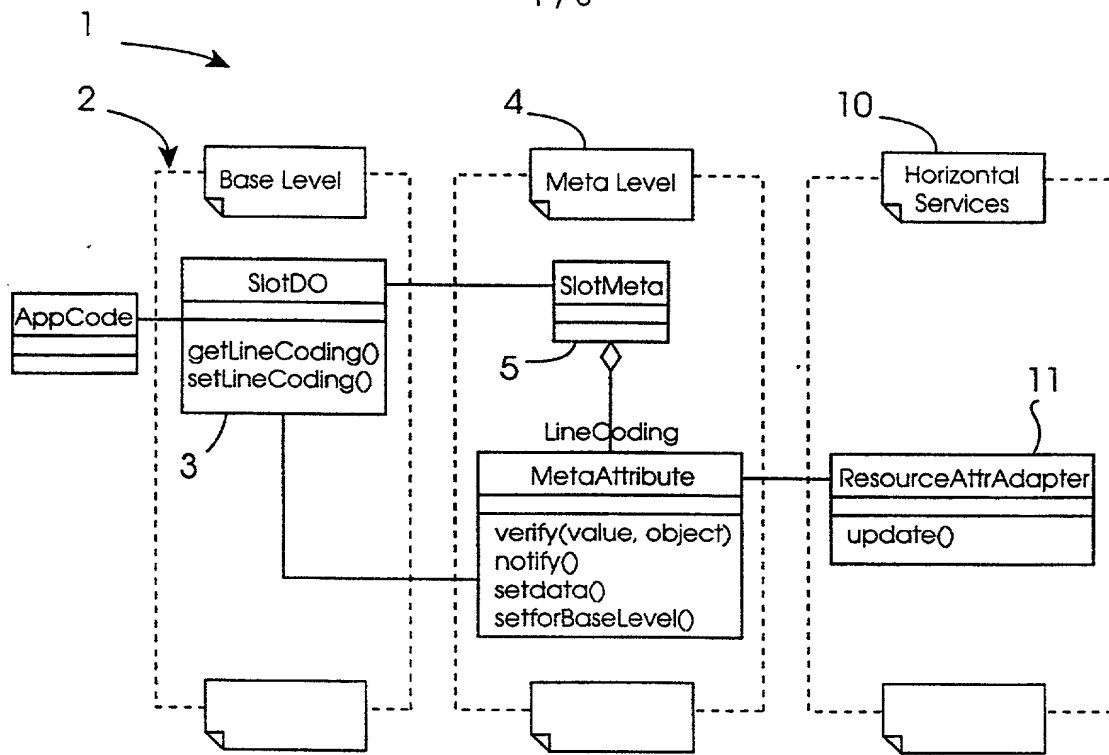 1
2
4
10
Base Level
Meta Level
Horizontal
Services
SlotDO
SlotMeta
AppCode
getLineCoding()
setLineCoding()
5
11
3
LineCoding
MetaAttribute
ResourceAttrAdapter
verify(value, object)
notify()
setdata()
setforBaseLevel()
update()